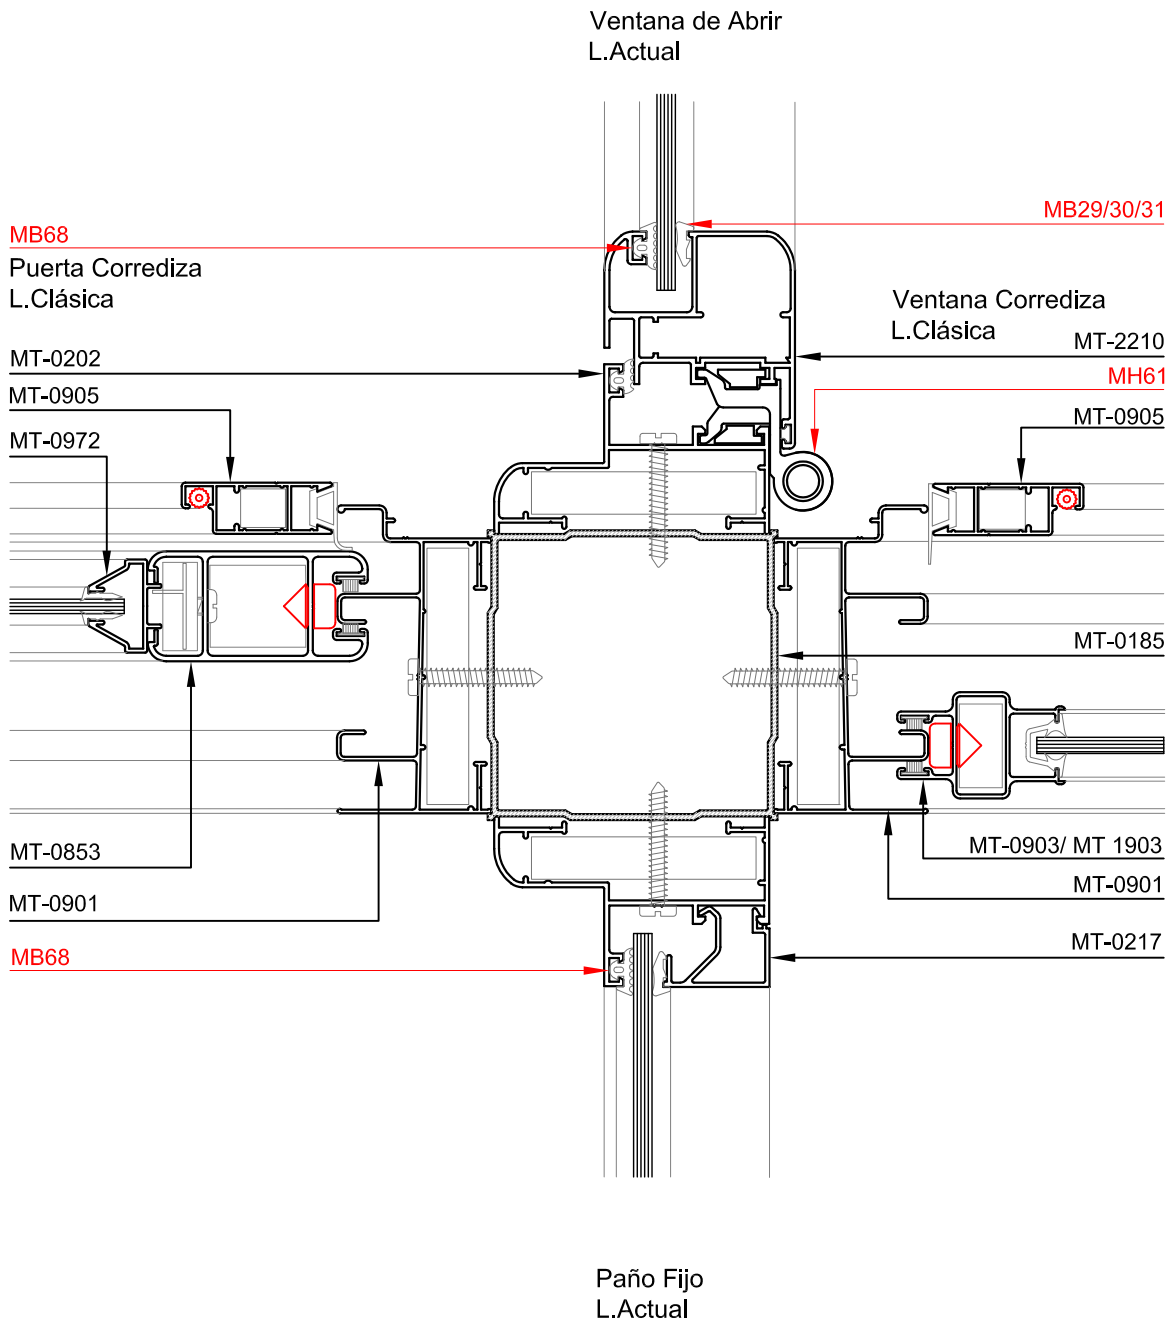 Ventana de Abrir
L.Actual
MB68
Puerta Corrediza
L.Clásica
MT-0202
MT-0905
MT-0972
MB29/30/31
Ventana Corrediza
L.Clásica
MT-2210
MH61
MT-0905
MT-0185
MT-0853
MT-0901
MB68
MT-0903/ MT 1903
MT-0901
MT-0217
Paño Fijo
L.Actual